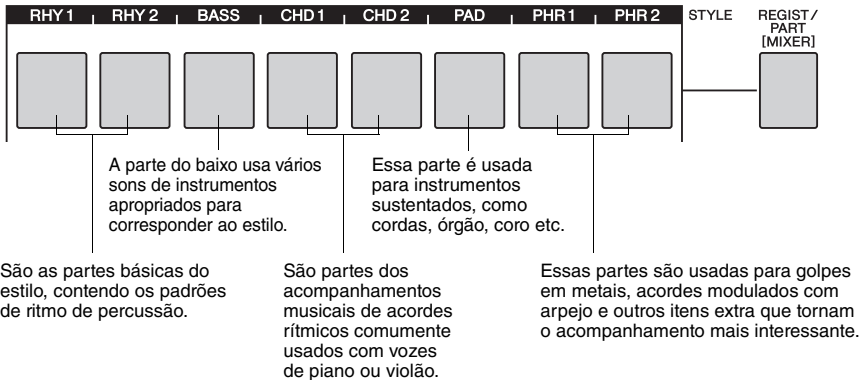 RHY 1 RHY 2 BASS CHD 1 CHD 2 PAD PHR 1 PHR 2 STYLE REGIST/
PART
[MIXER]
A parte do baixo usa vários
sons de instrumentos
apropriados para
corresponder ao estilo.
Essa parte é usada
para instrumentos
sustentados, como
cordas, órgão, coro etc.
São as partes básicas do
estilo, contendo os padrões
de ritmo de percussão.
São partes dos
acompanhamentos
musicais de acordes
rítmicos comumente
usados com vozes
de piano ou violão.
Essas partes são usadas para golpes
em metais, acordes modulados com
arpejo e outros itens extra que tornam
o acompanhamento mais interessante.